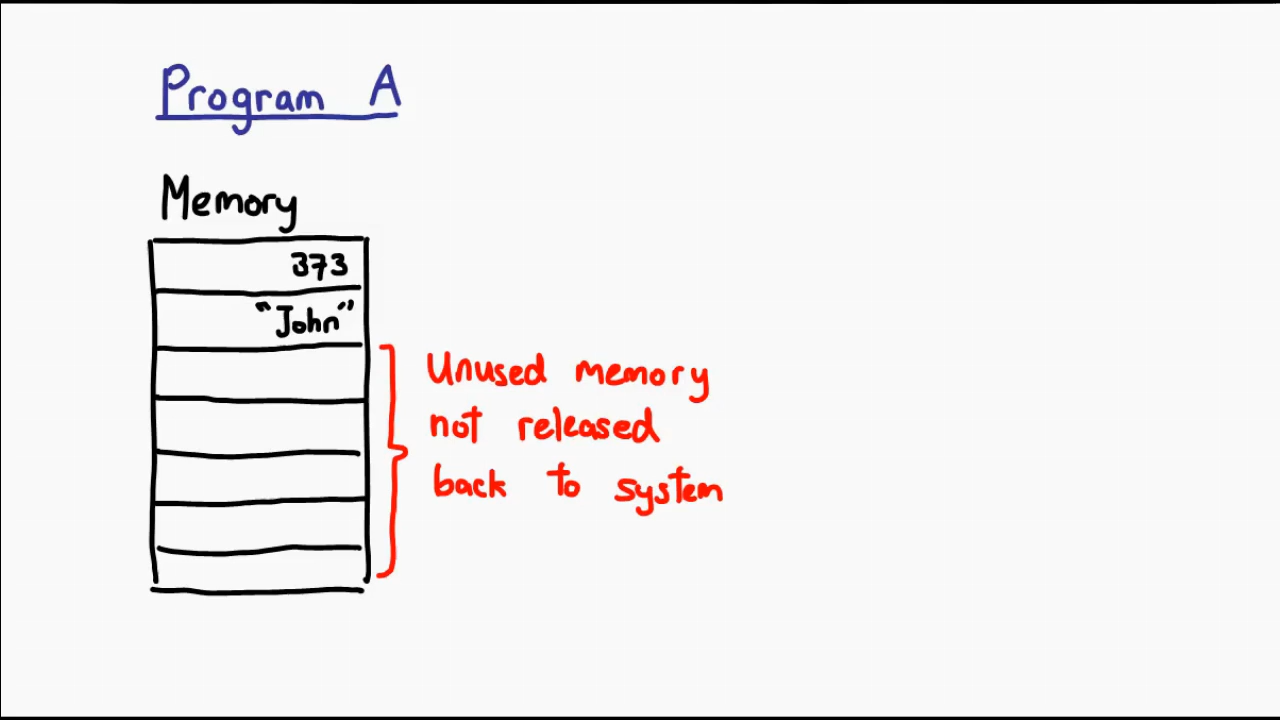 Program A
Memory
373
"John"
Unused memory
not released
back to system